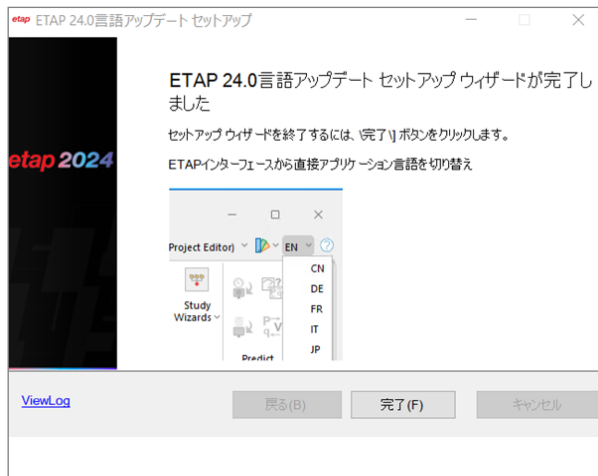 etap ETAP 24.0言語アップデート セットアップ
ETAP 24.0言語アップデート セットアップ ウィザードが完了し
ました
セットアップ ウィザードを終了するには、\完了\] ボタンをクリックします。
ETAPインターフェースから直接アプリケーション言語を切り替え
etap 2024
Project Editor) EN
CN
DE
FR
IT
JP
Study
Wizards
Predict
ViewLog
戻る(B)
完了(F)
キャンセル